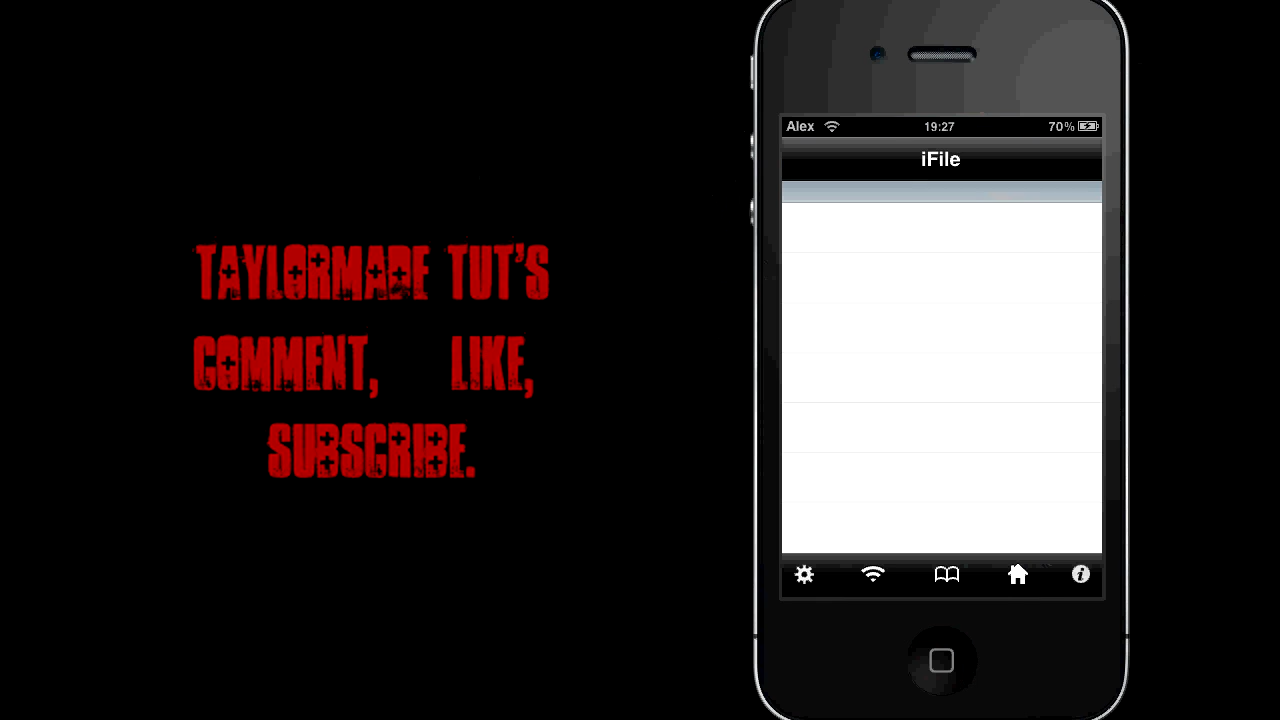 TAYLORMADE TUT'S
COMMENT, LIKE,
SUBSCRIBE.
Alex 19:27 70%
iFile